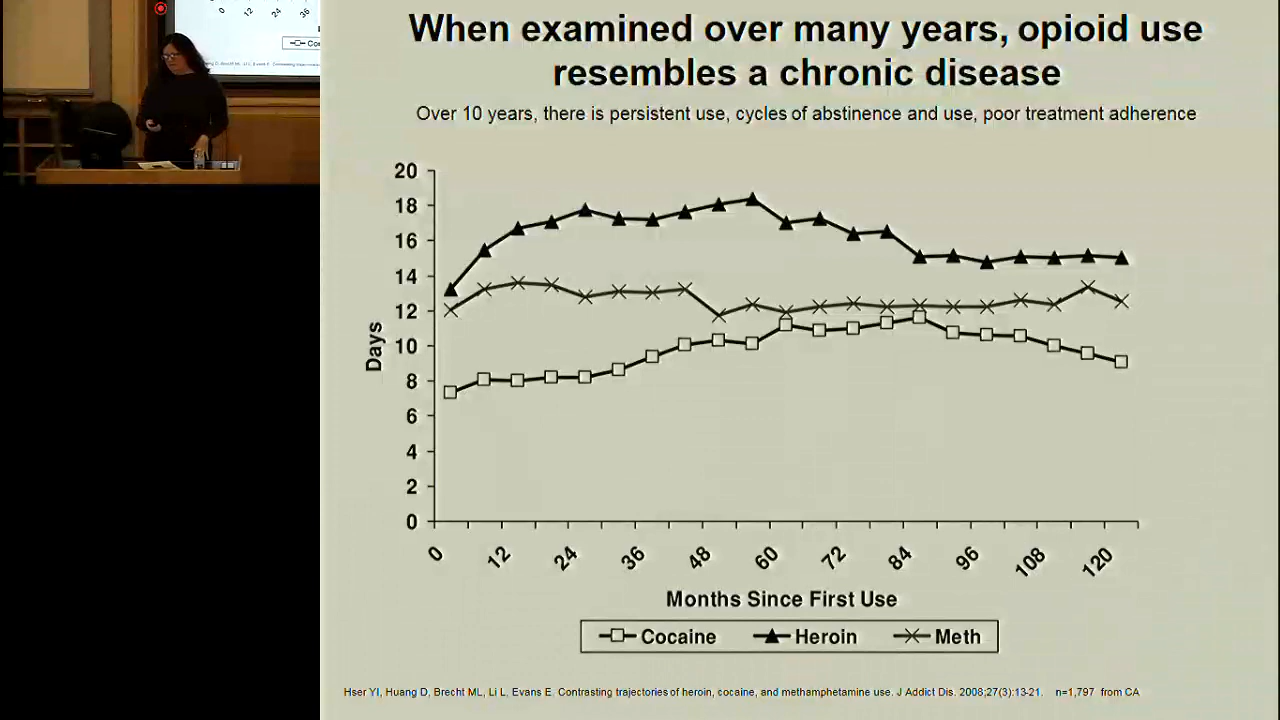 When examined over many years, opioid use
resembles a chronic disease
Over 10 years, there is persistent use, cycles of abstinence and use, poor treatment adherence
20
18
16
14
12
10
8
6
4
2
0
Days
0 12 24 36 48 60 72 84 96 108 120
Months Since First Use
Cocaine Heroin Meth
Hser YI, Huang D, Brecht ML, Li L, Evans E. Contrasting trajectories of heroin, cocaine, and methamphetamine use. J Addict Dis. 2008;27(3):13-21. n=1,797 from CA
0 12 24 36